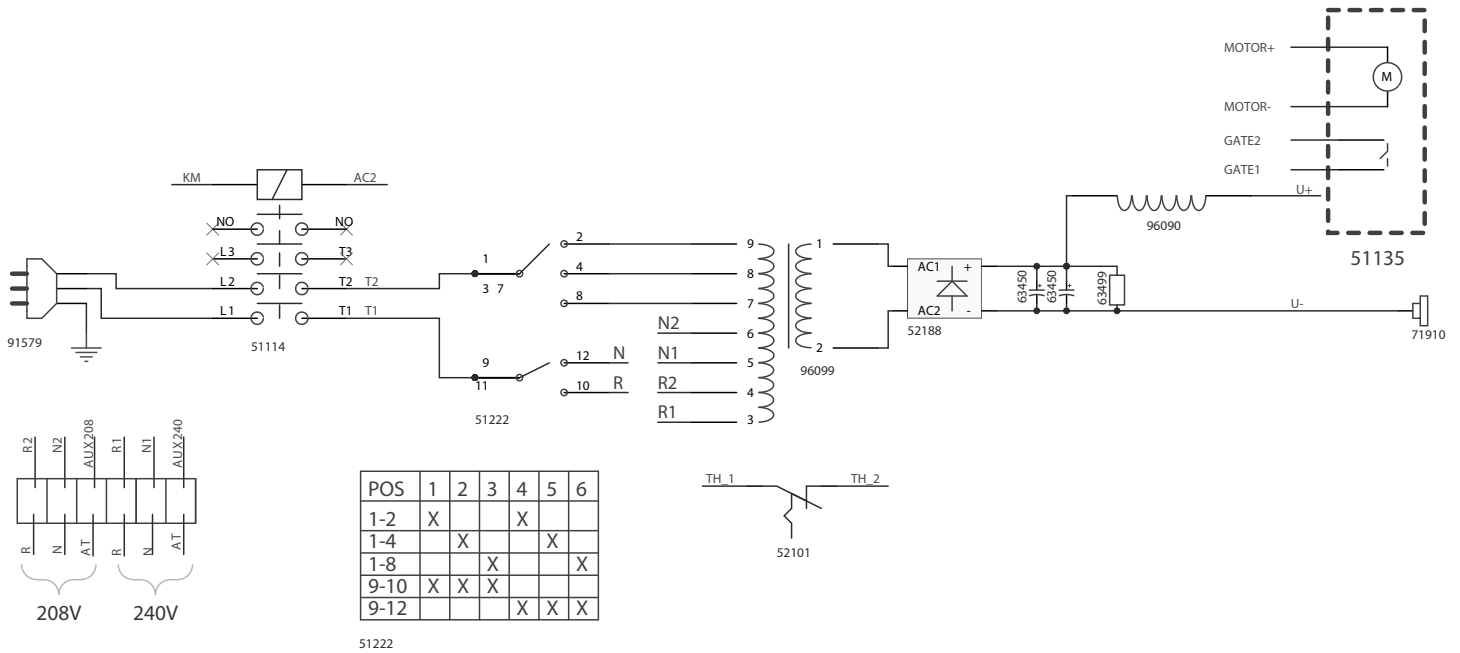 MOTOR+
M
MOTOR-
GATE2
GATE1
U+
51135
96090
KM AC2
NO NO
L3 T3
L2 T2 T2
L1 T1 T1
91579
51114
1
3 7
2
4
8
9
11
12 N
10 R
51222
9
8
7
N2 6
N1 5
R2 4
R1 3
1
2
96099
AC1 +
AC2 -
52188
63450
63450
63499
U-
71910
R2 N2 AUX208 R1 N1 AUX240
R N AT R N AT
208V 240V
POS 1 2 3 4 5 6
1-2 X X
1-4 X X
1-8 X X
9-10 X X X
9-12 X X X
51222
TH_1 TH_2
52101